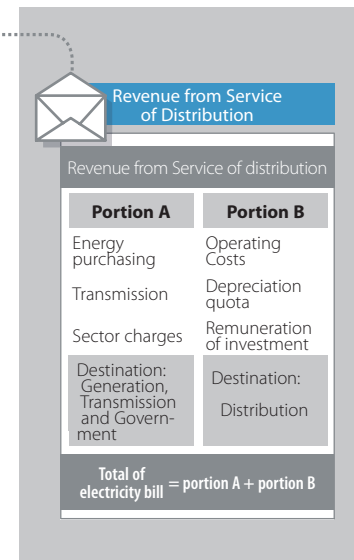 Revenue from Service
of Distribution
Revenue from Service of distribution
Portion A
Energy
purchasing
Transmission
Sector charges
Destination:
Generation,
Transmission
and Govern-
ment
Portion B
Operating
Costs
Depreciation
quota
Remuneration
of investment
Destination:
Distribution
Total of
electricity bill = portion A + portion B